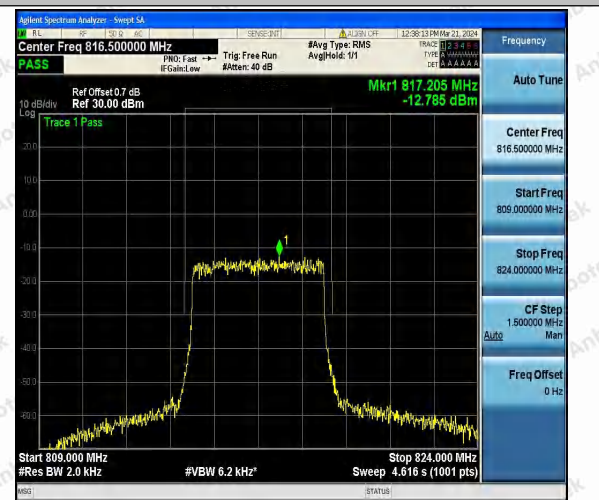 Agilent Spectrum Analyzer - Swept SA
RL RF 50 Ω AC SENSE:INT ALIGN OFF 12:38:13 PM Mar 21, 2024
Center Freq 816.500000 MHz
PASS
PNO: Fast
IFGain:Low
Trig: Free Run
#Atten: 40 dB
#Avg Type: RMS
Avg|Hold: 1/1
TRACE 1 2 3 4 5 6
TYPE
DET A A A A A A
Ref Offset 0.7 dB
10 dB/div Ref 30.00 dBm
Log
Mkr1 817.205 MHz
-12.785 dBm
Trace 1 Pass
20.0
10.0
0.00
-10.0
-20.0
-30.0
-40.0
-50.0
-60.0
1
Start 809.000 MHz
Stop 824.000 MHz
#Res BW 2.0 kHz
#VBW 6.2 kHz*
Sweep 4.616 s (1001 pts)
MSG
STATUS
Frequency
Auto Tune
Center Freq
816.500000 MHz
Start Freq
809.000000 MHz
Stop Freq
824.000000 MHz
CF Step
1.500000 MHz
Auto Man
Freq Offset
0 Hz